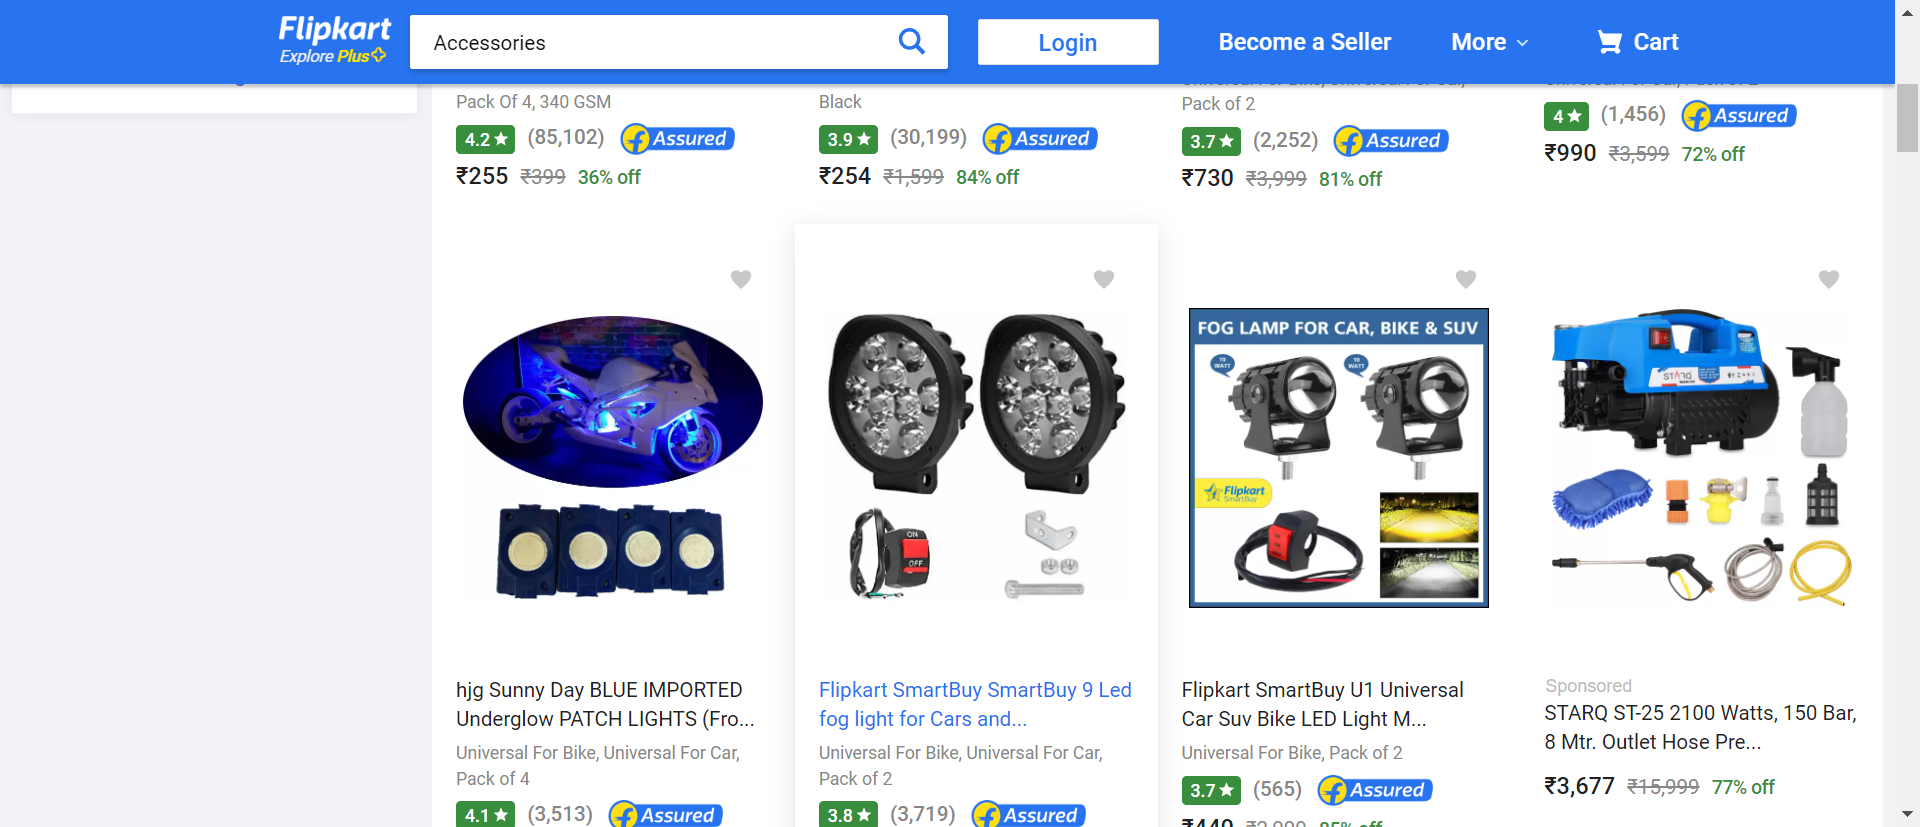 Flipkart
Explore Plus
Accessories
Login
Become a Seller
More
Cart
Pack Of 4, 340 GSM
4.2 ★ (85,102) Assured
₹255 ₹399 36% off
Black
3.9 ★ (30,199) Assured
₹254 ₹1,599 84% off
Pack of 2
3.7 ★ (2,252) Assured
₹730 ₹3,999 81% off
4 ★ (1,456) Assured
₹990 ₹3,599 72% off
ON
OFF
FOG LAMP FOR CAR, BIKE & SUV
10 WATT
10 WATT
Flipkart
SmartBuy
STARQ
hjg Sunny Day BLUE IMPORTED
Underglow PATCH LIGHTS (Fro...
Universal For Bike, Universal For Car,
Pack of 4
4.1 ★ (3,513) Assured
Flipkart SmartBuy SmartBuy 9 Led
fog light for Cars and...
Universal For Bike, Universal For Car,
Pack of 2
3.8 ★ (3,719) Assured
Flipkart SmartBuy U1 Universal
Car Suv Bike LED Light M...
Universal For Bike, Pack of 2
3.7 ★ (565) Assured
Sponsored
STARQ ST-25 2100 Watts, 150 Bar,
8 Mtr. Outlet Hose Pre...
₹3,677 ₹15,999 77% off